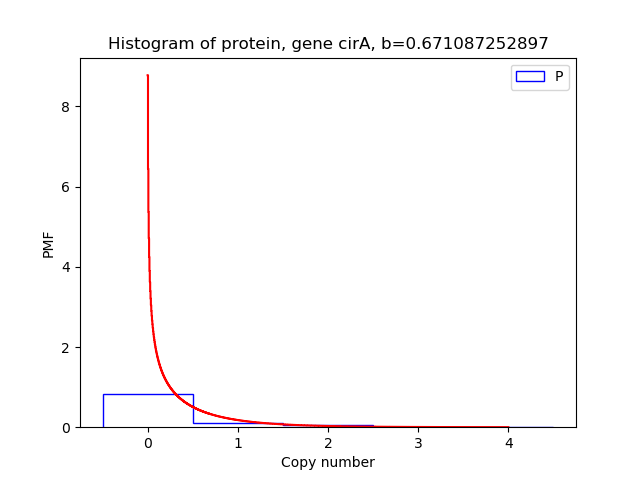 Histogram of protein, gene cirA, b=0.671087252897
P
8
6
4
2
0
PMF
0 1 2 3 4
Copy number